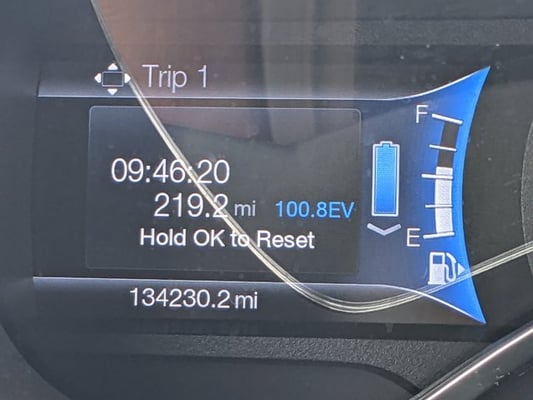 Trip 1
F
09:46:20
219.2 mi 100.8EV
Hold OK to Reset
E
134230.2 mi